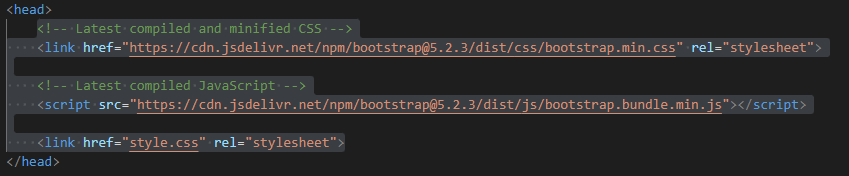 <head>
    <!-- Latest compiled and minified CSS -->
    <link href="https://cdn.jsdelivr.net/npm/bootstrap@5.2.3/dist/css/bootstrap.min.css" rel="stylesheet">
    <!-- Latest compiled JavaScript -->
    <script src="https://cdn.jsdelivr.net/npm/bootstrap@5.2.3/dist/js/bootstrap.bundle.min.js"></script>
    <link href="style.css" rel="stylesheet">
</head>